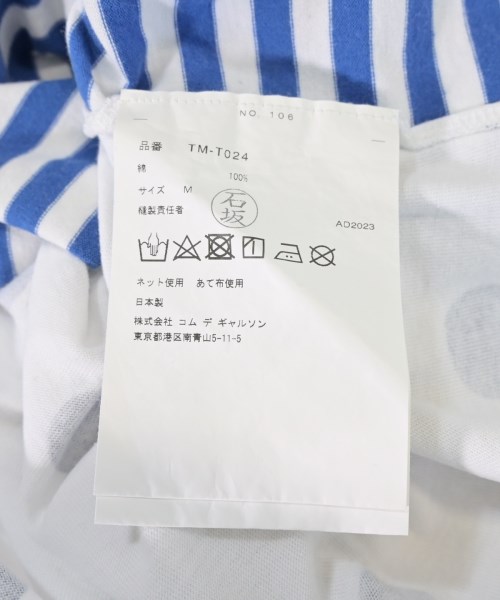 NO. 106
品番 TM-T024
綿 100%
サイズ M
縫製責任者 石坂
AD2023
ネット使用 あて布使用
日本製
株式会社 コム デ ギャルソン
東京都港区南青山5-11-5